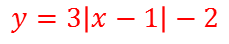 y = 3|x − 1| − 2